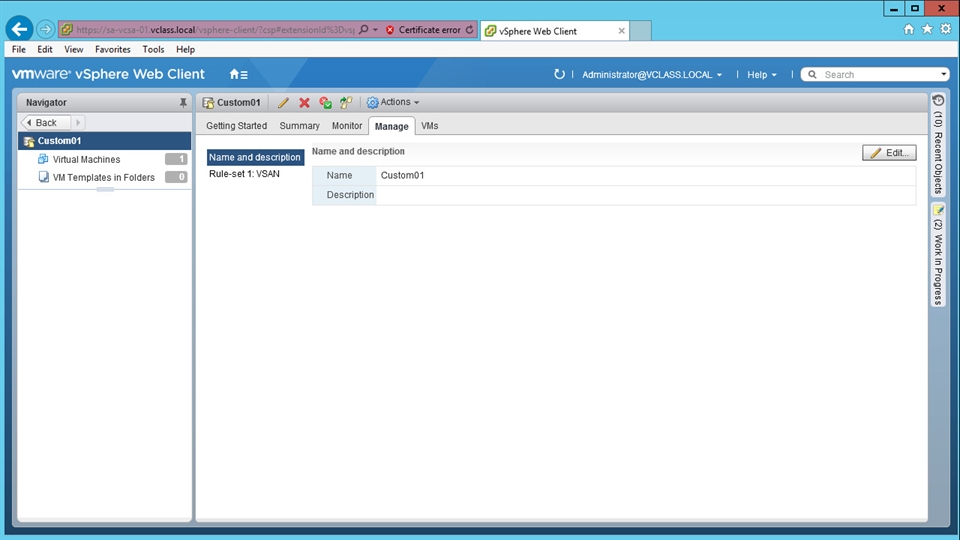 https://sa-vcsa-01.vclass.local/vsphere-client/?csp#extensionId%3Dvsp
Certificate error
vSphere Web Client
File Edit View Favorites Tools Help
vmware® vSphere Web Client
Administrator@VCLASS.LOCAL
Help
Search
Navigator
Back
Custom01
Virtual Machines 1
VM Templates in Folders 0
Custom01
Actions
Getting Started Summary Monitor Manage VMs
Name and description
Rule-set 1: VSAN
Name and description
Edit...
Name Custom01
Description
(10) Recent Objects
(2) Work In Progress